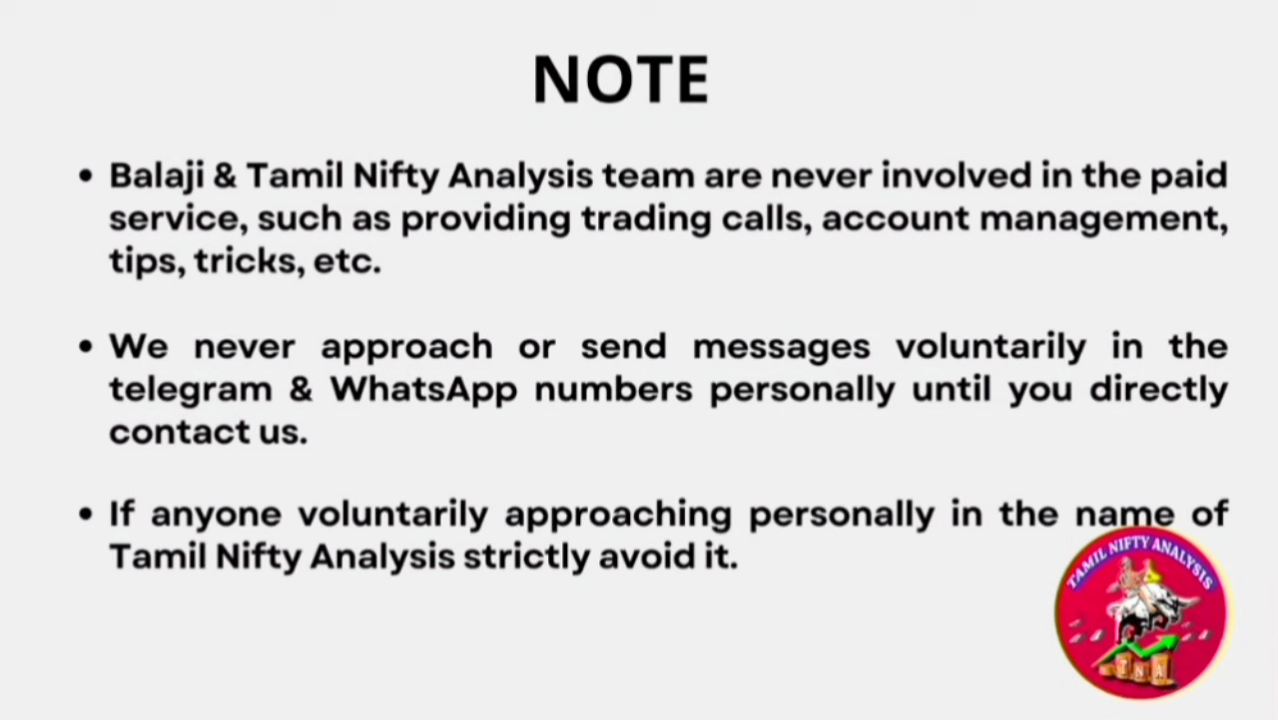 NOTE
• Balaji & Tamil Nifty Analysis team are never involved in the paid
service, such as providing trading calls, account management,
tips, tricks, etc.
• We never approach or send messages voluntarily in the
telegram & WhatsApp numbers personally until you directly
contact us.
• If anyone voluntarily approaching personally in the name of
Tamil Nifty Analysis strictly avoid it.
TAMIL NIFTY ANALYSIS
TNA